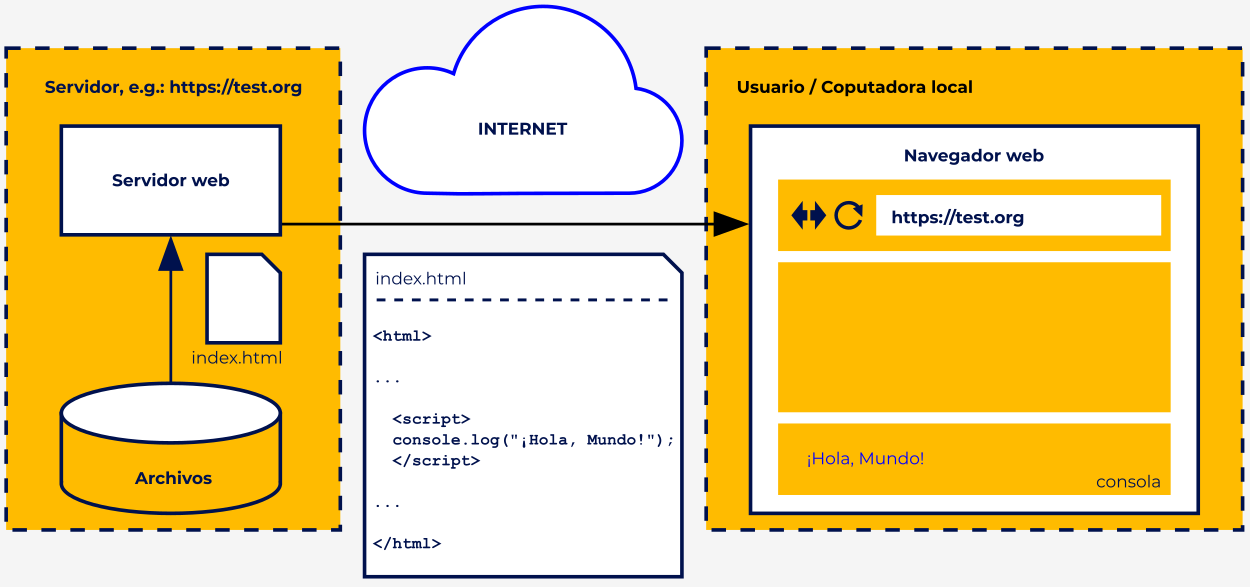 Servidor, e.g.: https://test.org
Servidor web
index.html
Archivos
INTERNET
index.html
<html>
...
<script>
console.log("¡Hola, Mundo!");
</script>
...
</html>
Usuario / Coputadora local
Navegador web
https://test.org
¡Hola, Mundo!
consola